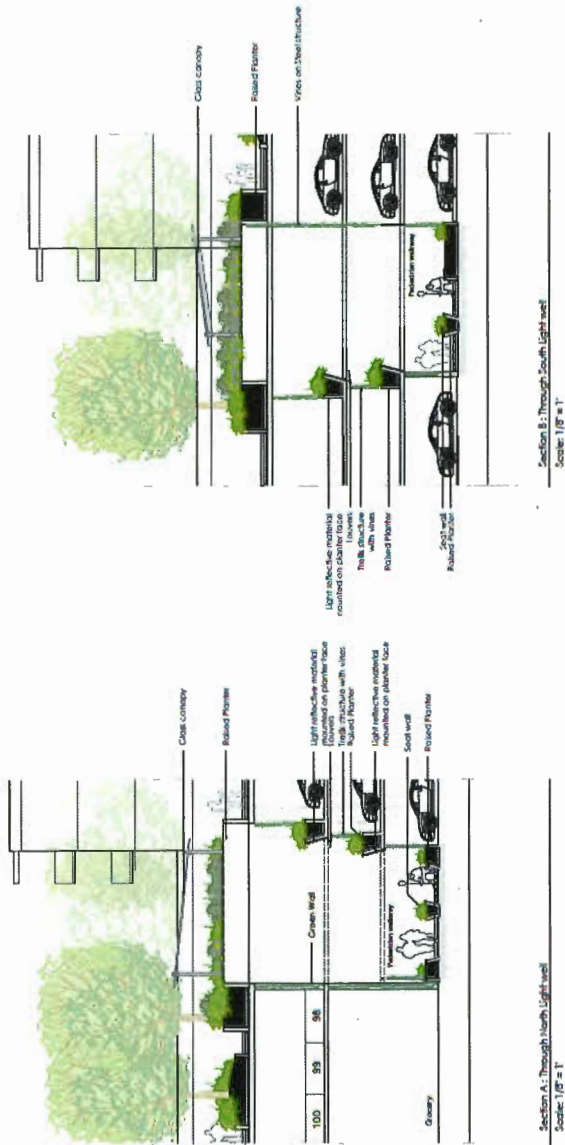 Glass canopy
Raised Planter
Light reflective material
mounted on planter face
Louvers
Trellis structure with vines
Raised Planter
Light reflective material
mounted on planter face
Seat wall
Raised Planter
Green Wall
Pedestrian walkway
100
99
98
Grocery
Section A : Through North Light well
Scale: 1/8" = 1'
Glass canopy
Raised Planter
Vines on Steel structure
Light reflective material
mounted on planter face
Louvers
Trellis structure
with vines
Raised Planter
Seat wall
Raised Planter
Pedestrian walkway
Section B : Through South Light well
Scale: 1/8" = 1'